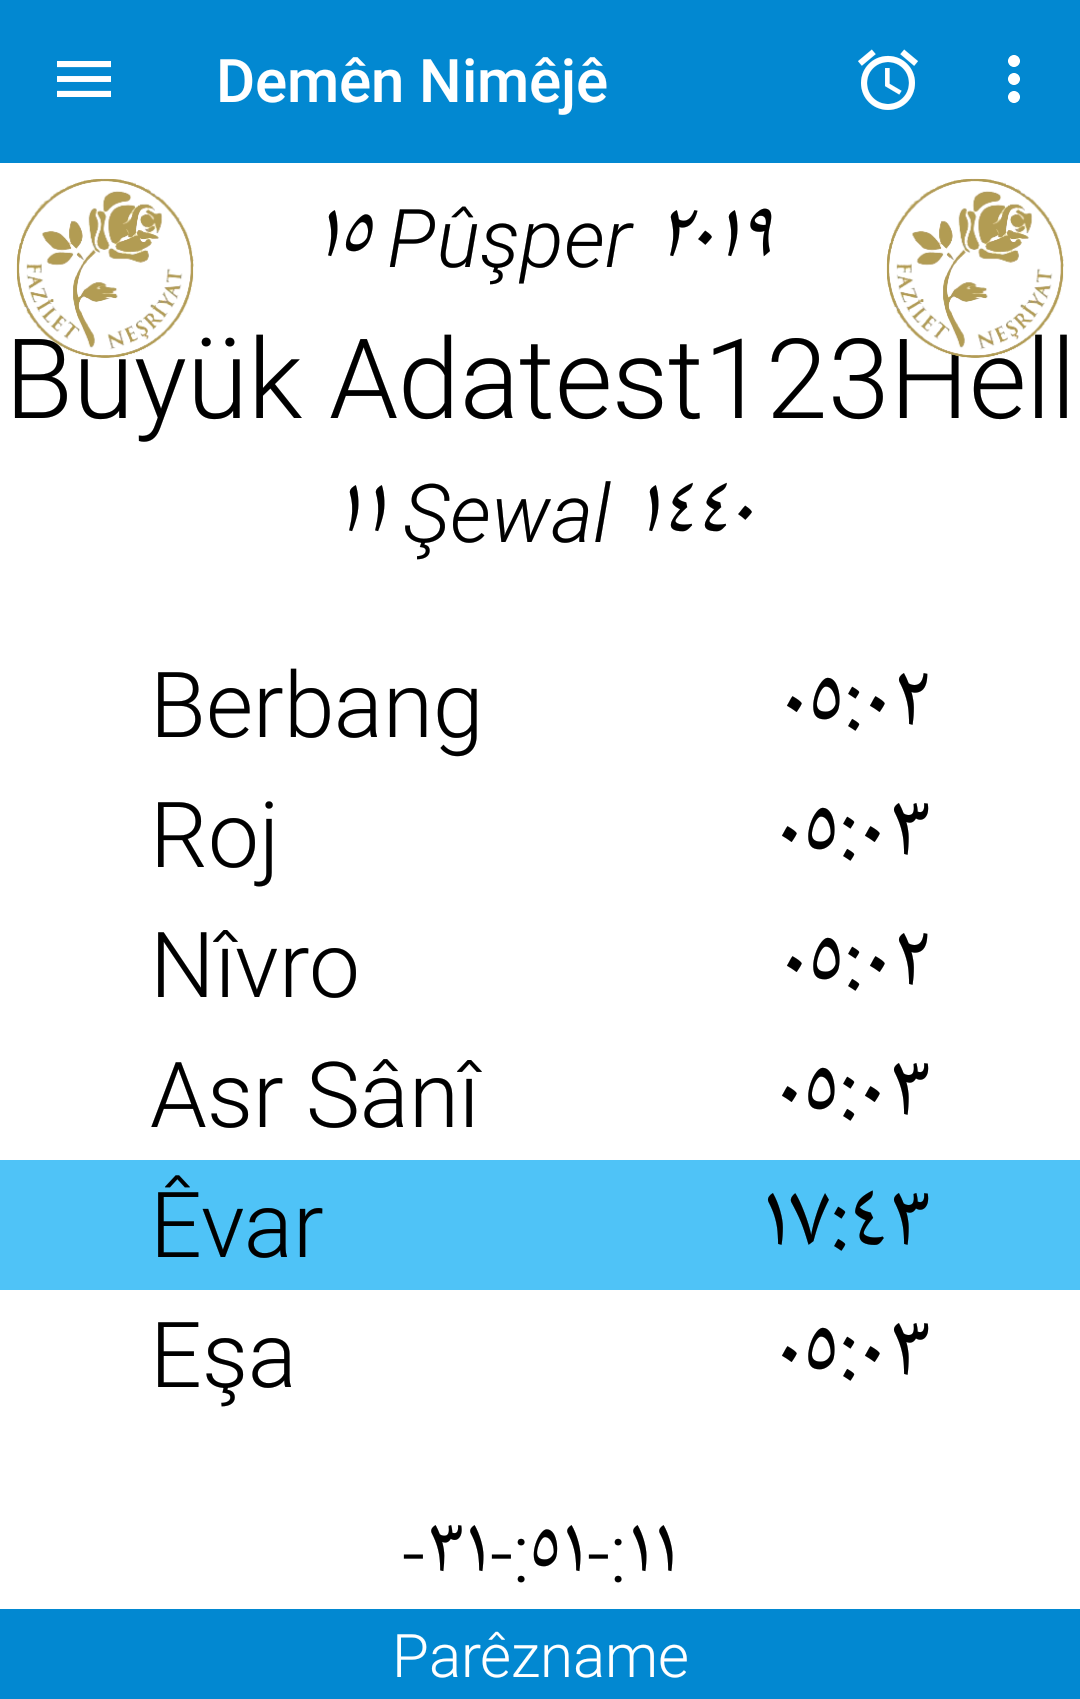 Demên Nimêjê
FAZİLET NEŞRİYAT
FAZİLET NEŞRİYAT
١٥ Pûşper ٢٠١٩
Büyük Adatest123Hell
١١ Şewal ١٤٤٠
Berbang ٠٥:٠٢
Roj ٠٥:٠٣
Nîvro ٠٥:٠٢
Asr Sânî ٠٥:٠٣
Êvar ١٧:٤٣
Eşa ٠٥:٠٣
-٣١-:٥١-:١١
Parêzname